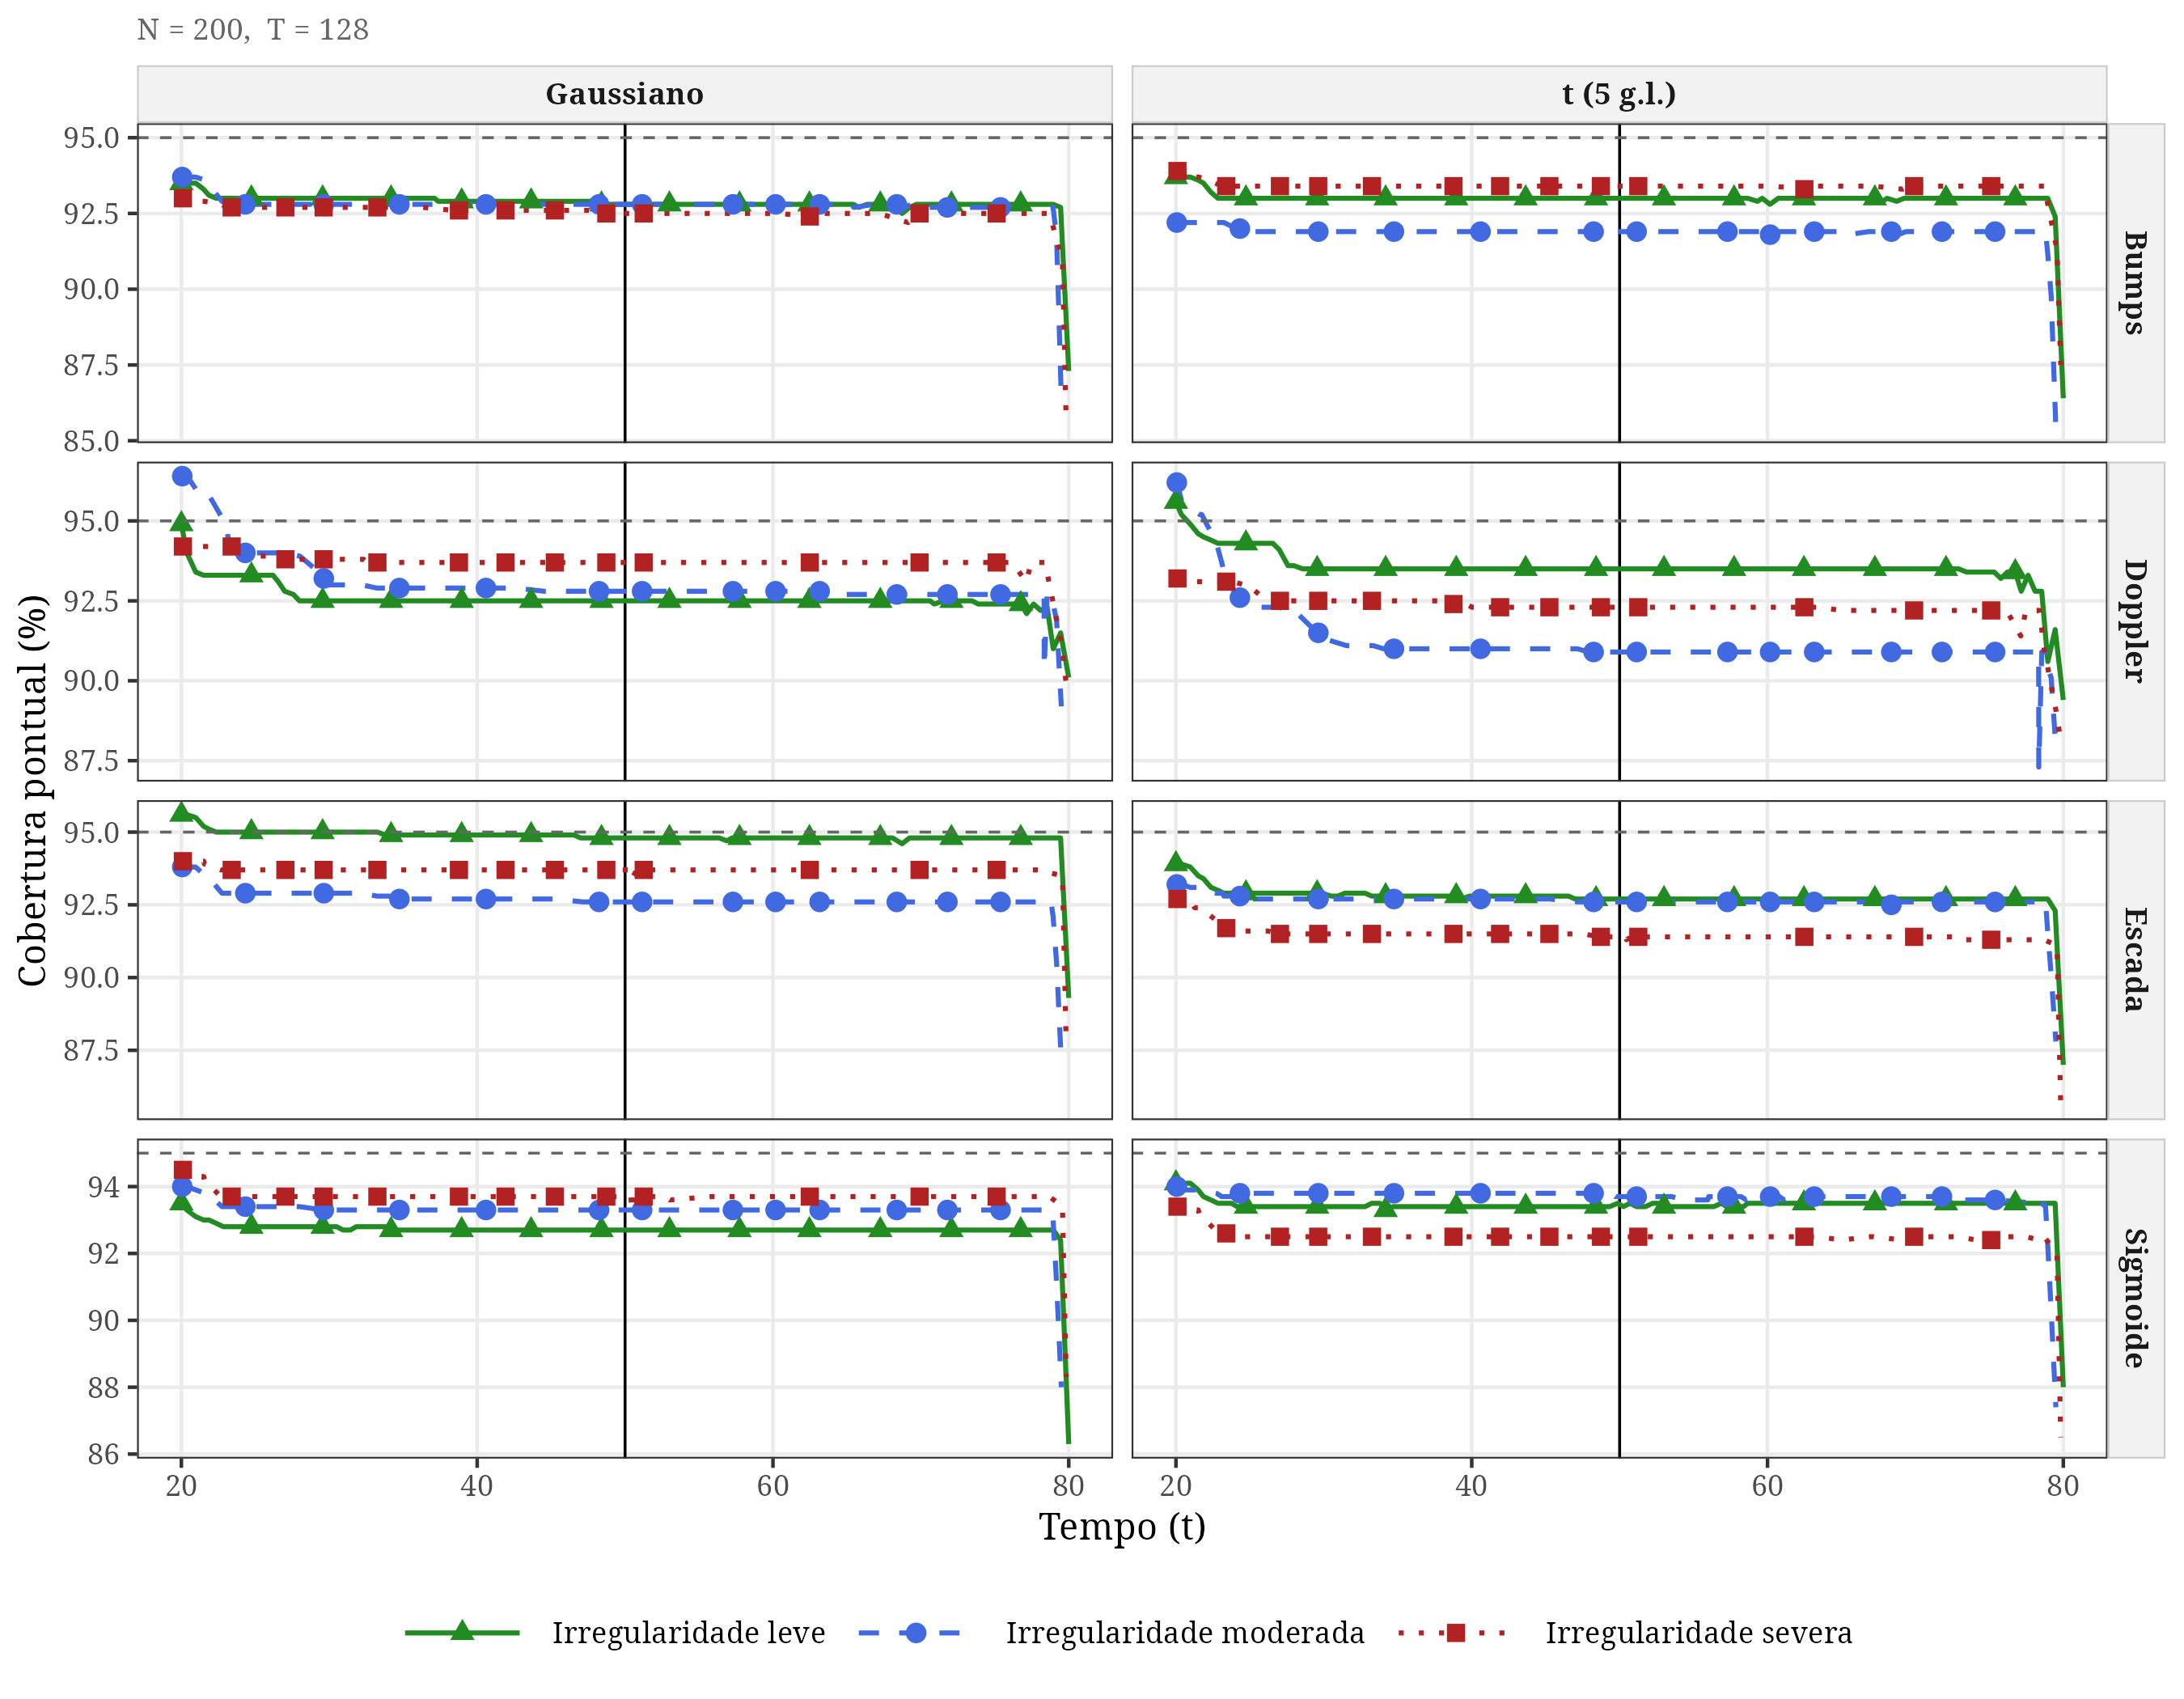 N = 200,  T = 128
Gaussiano
t (5 g.l.)
95.0
92.5
90.0
87.5
85.0
Bumps
95.0
92.5
90.0
87.5
Doppler
95.0
92.5
90.0
87.5
Escada
94
92
90
88
86
Sigmoide
Cobertura pontual (%)
20 40 60 80 20 40 60 80
Tempo (t)
Irregularidade leve Irregularidade moderada Irregularidade severa